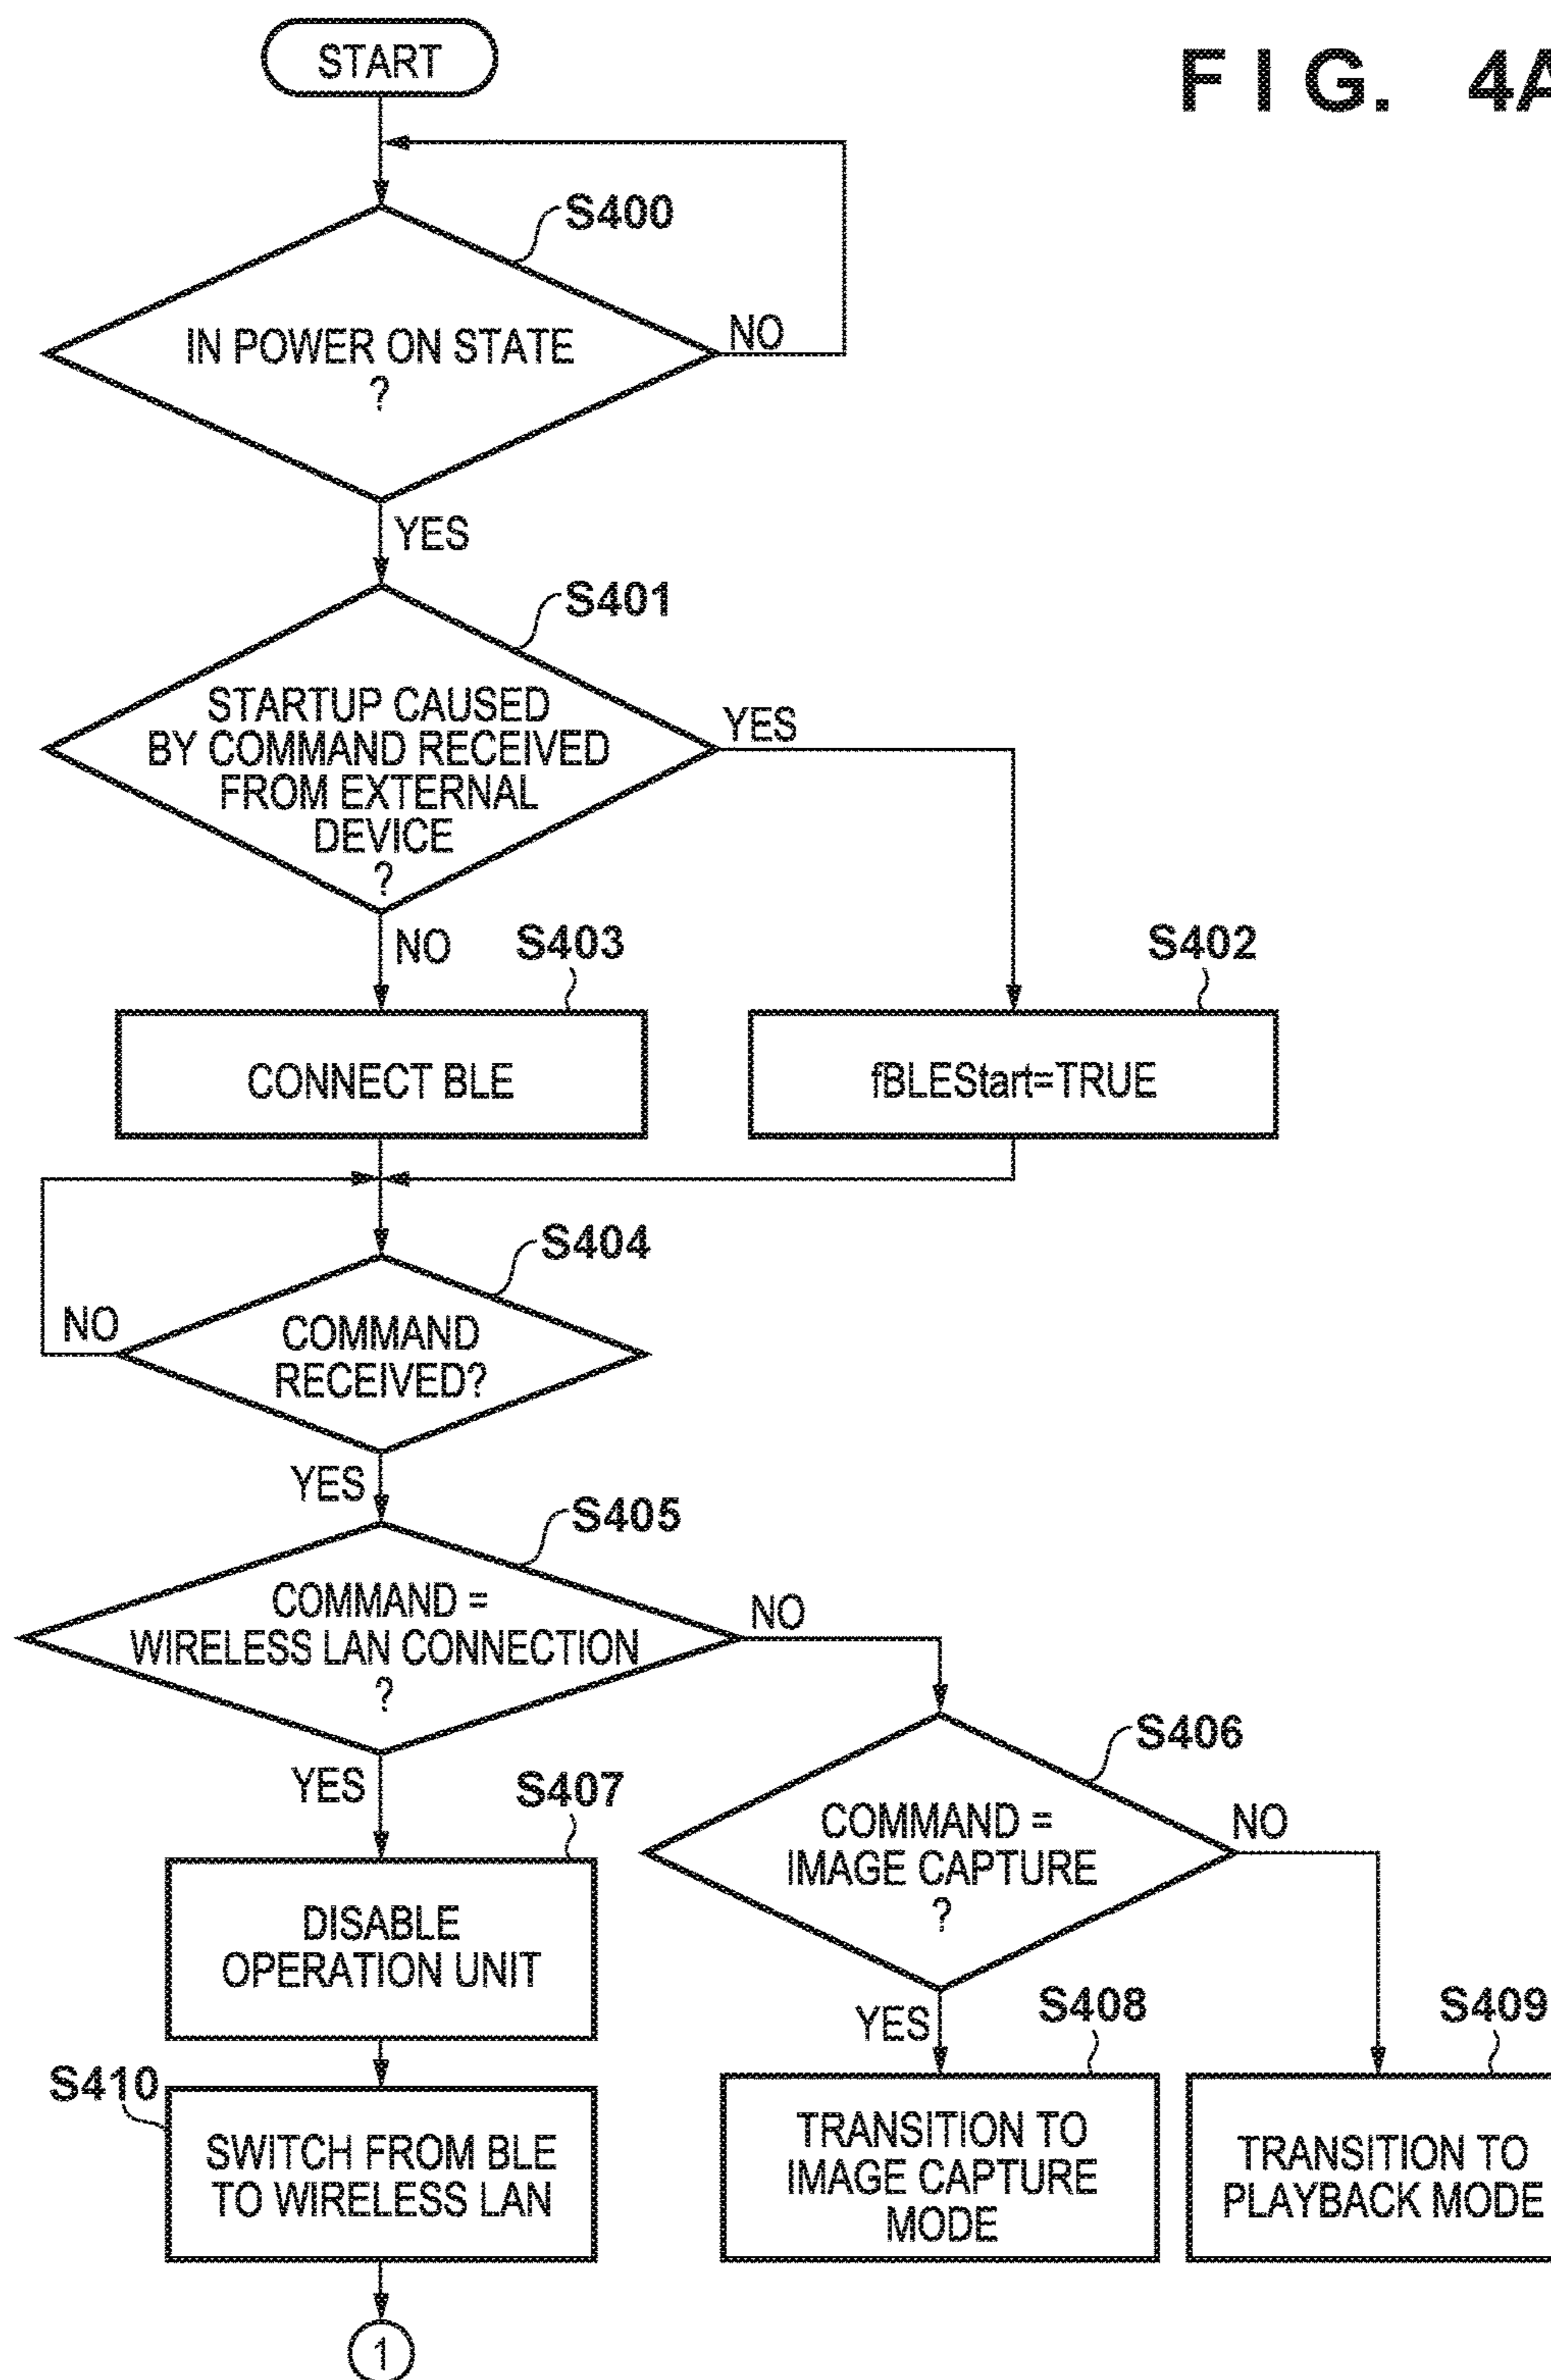 START
FIG. 4A
S400
IN POWER ON STATE
?
NO
YES
S401
STARTUP CAUSED
BY COMMAND RECEIVED
FROM EXTERNAL
DEVICE
?
YES
NO
S403
S402
CONNECT BLE
fBLEStart=TRUE
S404
NO
COMMAND
RECEIVED?
YES
S405
COMMAND =
WIRELESS LAN CONNECTION
?
NO
YES
S407
S406
COMMAND =
IMAGE CAPTURE
?
NO
DISABLE
OPERATION UNIT
YES
S408
S409
S410
SWITCH FROM BLE
TO WIRELESS LAN
TRANSITION TO
IMAGE CAPTURE
MODE
TRANSITION TO
PLAYBACK MODE
1